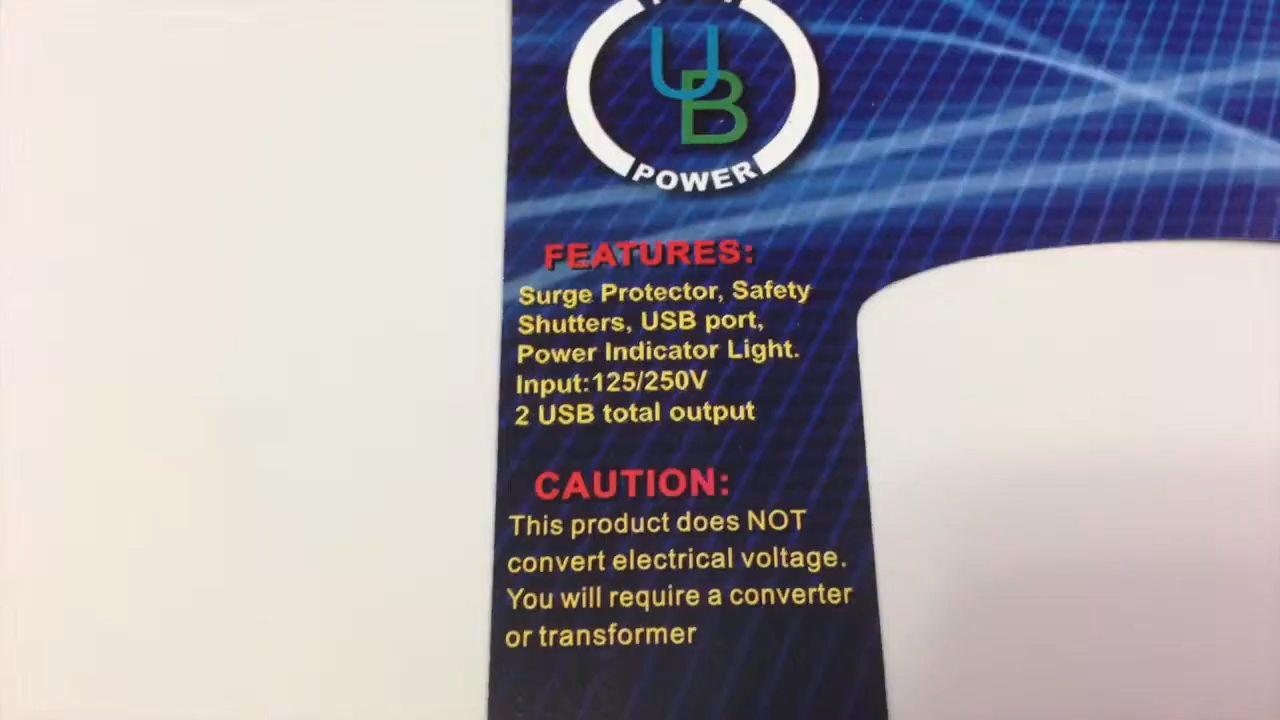 UB
POWER
FEATURES:
Surge Protector, Safety
Shutters, USB port,
Power Indicator Light.
Input:125/250V
2 USB total output
CAUTION:
This product does NOT
convert electrical voltage.
You will require a converter
or transformer